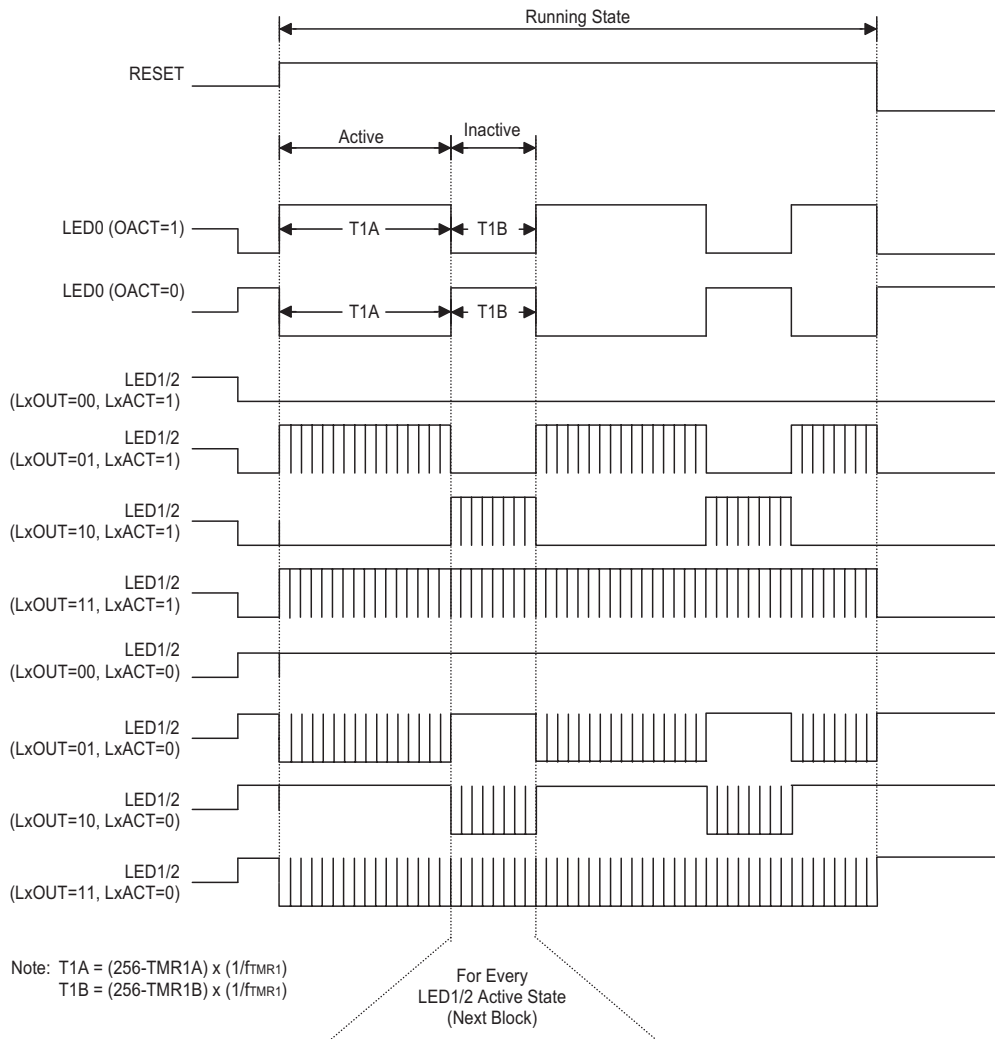 Running State
RESET
Active
Inactive
LED0 (OACT=1)
T1A
T1B
LED0 (OACT=0)
T1A
T1B
LED1/2
(LxOUT=00, LxACT=1)
LED1/2
(LxOUT=01, LxACT=1)
LED1/2
(LxOUT=10, LxACT=1)
LED1/2
(LxOUT=11, LxACT=1)
LED1/2
(LxOUT=00, LxACT=0)
LED1/2
(LxOUT=01, LxACT=0)
LED1/2
(LxOUT=10, LxACT=0)
LED1/2
(LxOUT=11, LxACT=0)
Note: T1A = (256-TMR1A) x (1/fTMR1)
T1B = (256-TMR1B) x (1/fTMR1)
For Every
LED1/2 Active State
(Next Block)